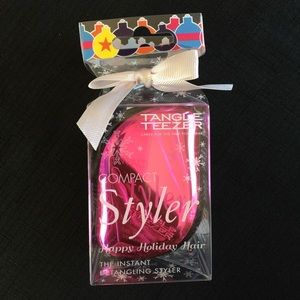 TANGLE
TEEZER
COMPACT
Styler
Happy Holiday Hair
THE INSTANT
DETANGLING STYLER